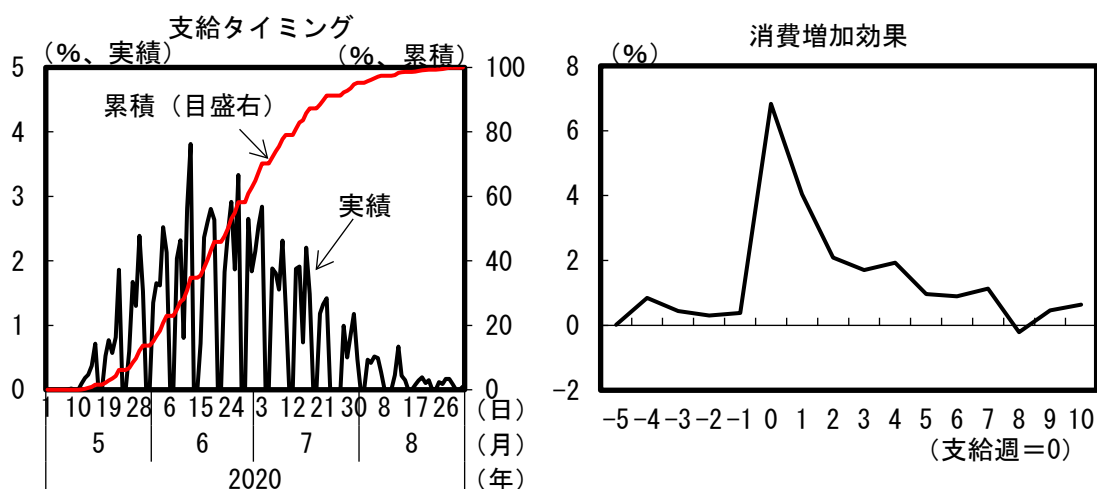 支給タイミング
（%、実績）
（%、累積）
5
4
3
2
1
0
100
80
60
40
20
0
累積（目盛右）
実績
1 10 19 28 6 15 24 3 12 21 30 8 17 26 （日）
5 6 7 8 （月）
2020 （年）
消費増加効果
（%）
8
6
4
2
0
−2
−5 −4 −3 −2 −1 0 1 2 3 4 5 6 7 8 9 10
（支給週＝0）